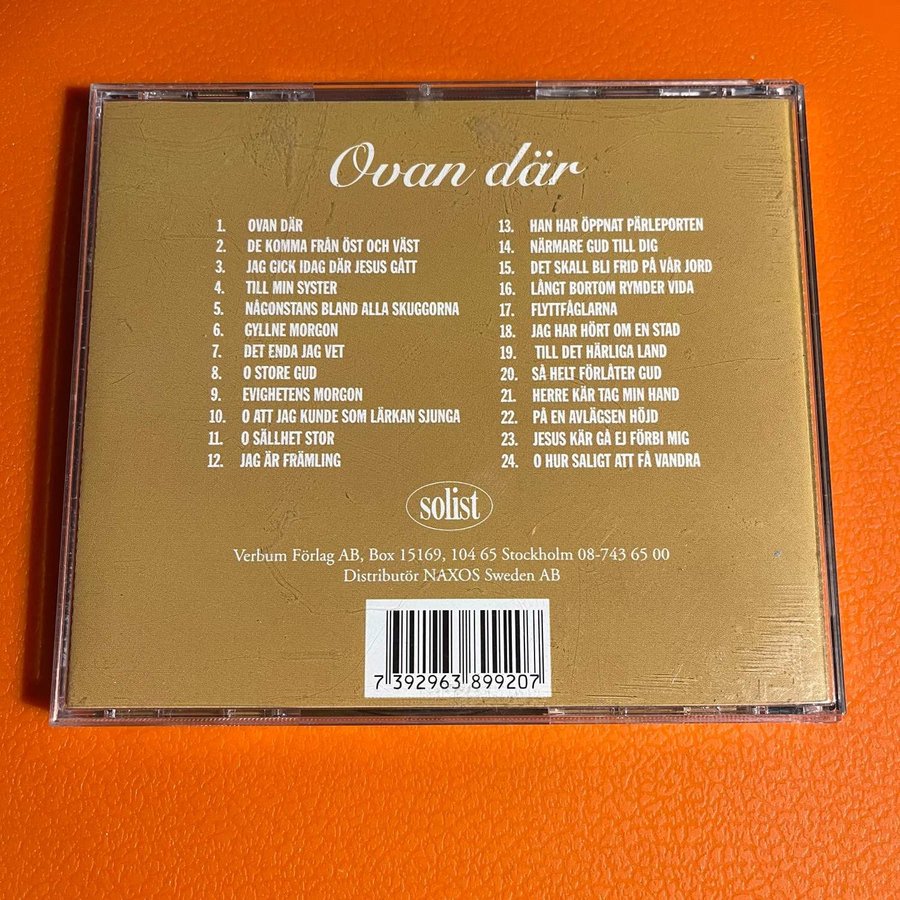 Ovan där
1. OVAN DÄR
2. DE KOMMA FRÅN ÖST OCH VÄST
3. JAG GICK IDAG DÄR JESUS GÅTT
4. TILL MIN SYSTER
5. NÅGONSTANS BLAND ALLA SKUGGORNA
6. GYLLNE MORGON
7. DET ENDA JAG VET
8. O STORE GUD
9. EVIGHETENS MORGON
10. O ATT JAG KUNDE SOM LÄRKAN SJUNGA
11. O SÄLLHET STOR
12. JAG ÄR FRÄMLING
13. HAN HAR ÖPPNAT PÄRLEPORTEN
14. NÄRMARE GUD TILL DIG
15. DET SKALL BLI FRID PÅ VÅR JORD
16. LÅNGT BORTOM RYMDER VIDA
17. FLYTTFÅGLARNA
18. JAG HAR HÖRT OM EN STAD
19. TILL DET HÄRLIGA LAND
20. SÅ HELT FÖRLÅTER GUD
21. HERRE KÄR TAG MIN HAND
22. PÅ EN AVLÄGSEN HÖJD
23. JESUS KÄR GÅ EJ FÖRBI MIG
24. O HUR SALIGT ATT FÅ VANDRA
solist
Verbum Förlag AB, Box 15169, 104 65 Stockholm 08-743 65 00
Distributör NAXOS Sweden AB
7 392963 899207